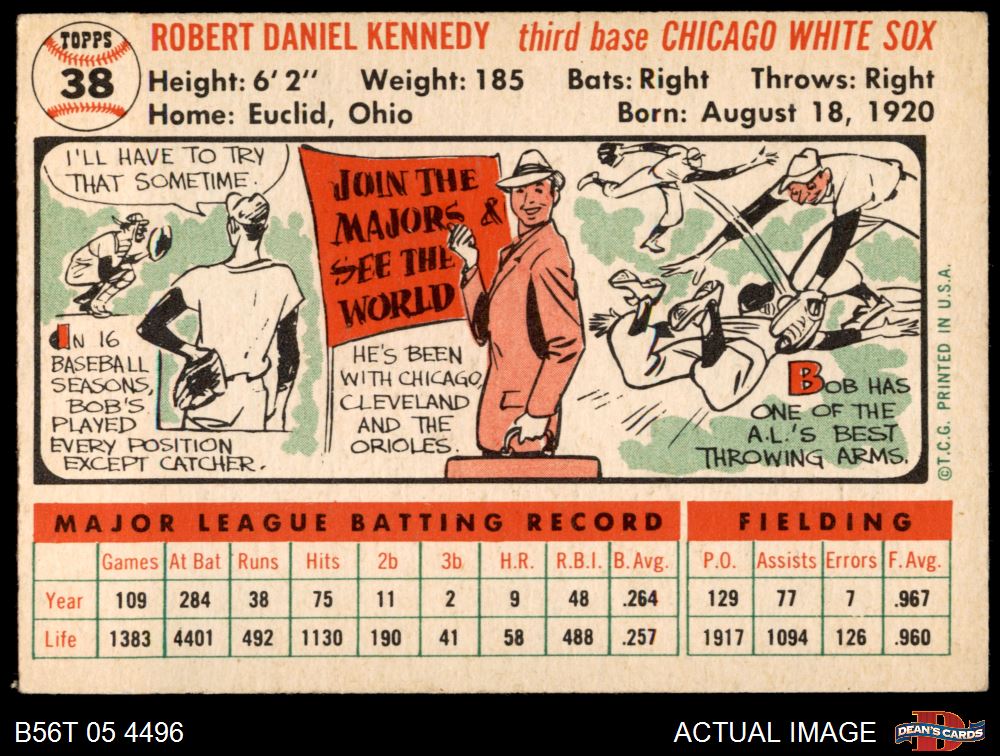 TOPPS
38
ROBERT DANIEL KENNEDY third base CHICAGO WHITE SOX
Height: 6' 2" Weight: 185 Bats: Right Throws: Right
Home: Euclid, Ohio Born: August 18, 1920
I'LL HAVE TO TRY
THAT SOMETIME.
IN 16
BASEBALL
SEASONS,
BOB'S
PLAYED
EVERY POSITION
EXCEPT CATCHER.
JOIN THE
MAJORS &
SEE THE
WORLD
HE'S BEEN
WITH CHICAGO,
CLEVELAND
AND THE
ORIOLES.
BOB HAS
ONE OF THE
A.L.'S BEST
THROWING ARMS.
©T.C.G. PRINTED IN U.S.A.
MAJOR LEAGUE BATTING RECORD FIELDING
Games At Bat Runs Hits 2b 3b H.R. R.B.I. B. Avg. P.O. Assists Errors F. Avg.
Year 109 284 38 75 11 2 9 48 .264 129 77 7 .967
Life 1383 4401 492 1130 190 41 58 488 .257 1917 1094 126 .960
B56T 05 4496 ACTUAL IMAGE
DEAN'S CARDS